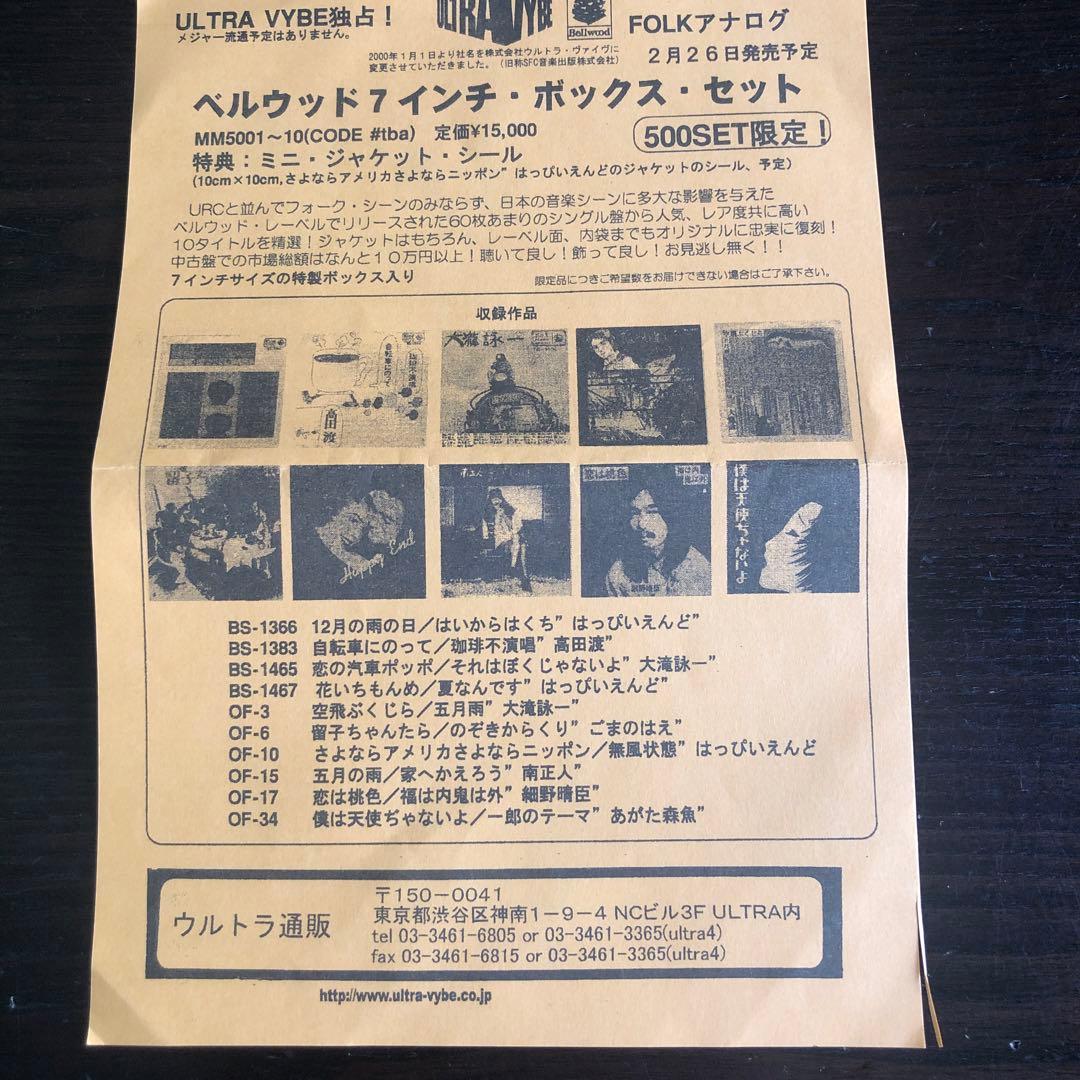 ULTRA VYBE独占！
メジャー流通予定はありません。
ULTRA VYBE
Bellwood
FOLKアナログ
2月26日発売予定
2000年1月1日より社名を株式会社ウルトラ・ヴァイヴに
変更させていただきました。（旧称SFC音楽出版株式会社）
ベルウッド7インチ・ボックス・セット
MM5001～10(CODE #tba) 定価¥15,000
500SET限定！
特典：ミニ・ジャケット・シール
(10cm×10cm,さよならアメリカさよならニッポン”はっぴいえんどのジャケットのシール、予定)
URCと並んでフォーク・シーンのみならず、日本の音楽シーンに多大な影響を与えた
ベルウッド・レーベルでリリースされた60枚あまりのシングル盤から人気、レア度共に高い
10タイトルを精選！ジャケットはもちろん、レーベル面、内袋までもオリジナルに忠実に復刻！
中古盤での市場総額はなんと10万円以上！聴いて良し！飾って良し！お見逃し無く！！
7インチサイズの特製ボックス入り
限定品につきご希望数をお届けできない場合はご了承下さい。
収録作品
自転車にのって
珈琲不演唱
高田渡
大瀧詠一
Happy End
南正人
恋は桃色
細野晴臣
僕は天使ぢゃないよ
BS-1366 12月の雨の日／はいからはくち”はっぴいえんど”
BS-1383 自転車にのって／珈琲不演唱”高田渡”
BS-1465 恋の汽車ポッポ／それはぼくじゃないよ”大滝詠一”
BS-1467 花いちもんめ／夏なんです”はっぴいえんど”
OF-3 空飛ぶくじら／五月雨”大滝詠一”
OF-6 留子ちゃんたら／のぞきからくり”ごまのはえ”
OF-10 さよならアメリカさよならニッポン／無風状態”はっぴいえんど
OF-15 五月の雨／家へかえろう”南正人”
OF-17 恋は桃色／福は内鬼は外”細野晴臣”
OF-34 僕は天使ぢゃないよ／一郎のテーマ”あがた森魚”
ウルトラ通販
〒150－0041
東京都渋谷区神南1－9－4 NCビル3F ULTRA内
tel 03-3461-6805 or 03-3461-3365(ultra4)
fax 03-3461-6815 or 03-3461-3365(ultra4)
http://www.ultra-vybe.co.jp